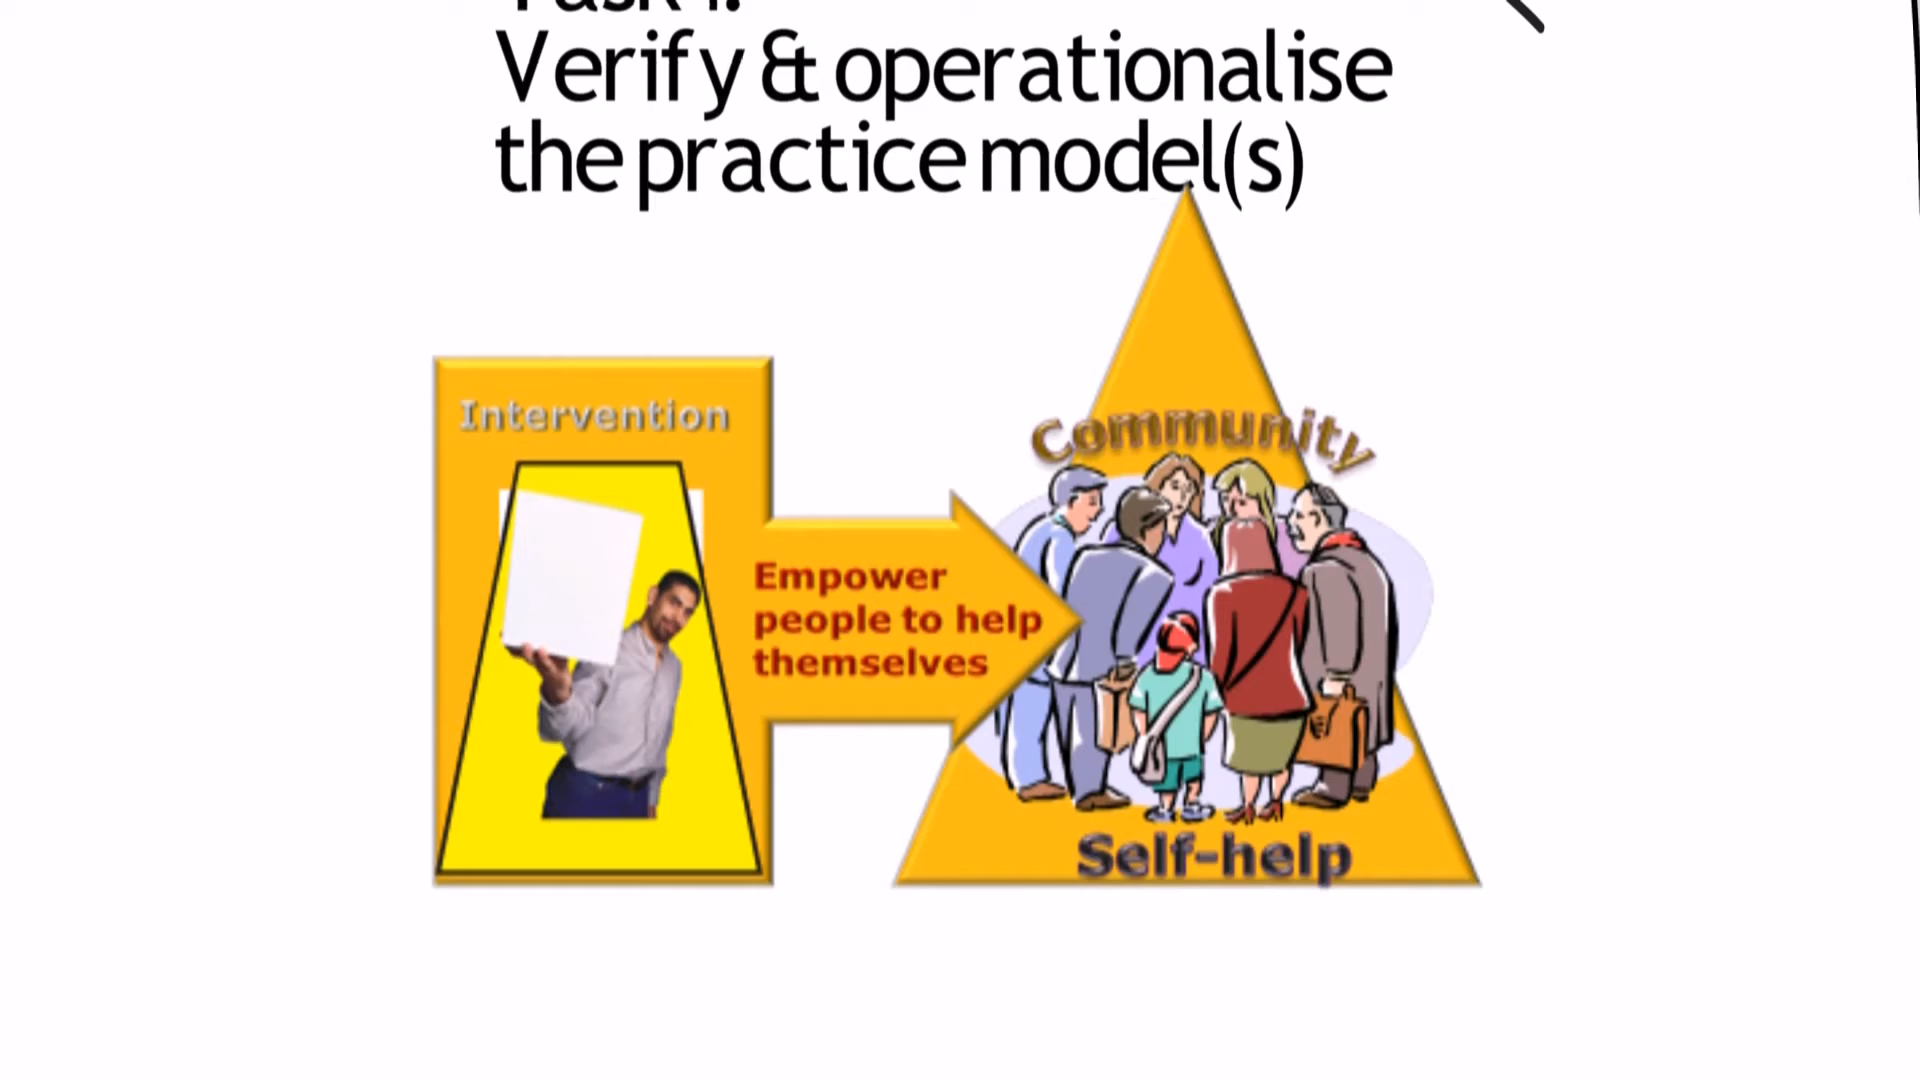 Verify & operationalise
the practice model(s)
Intervention
Community
Empower
people to help
themselves
Self-help